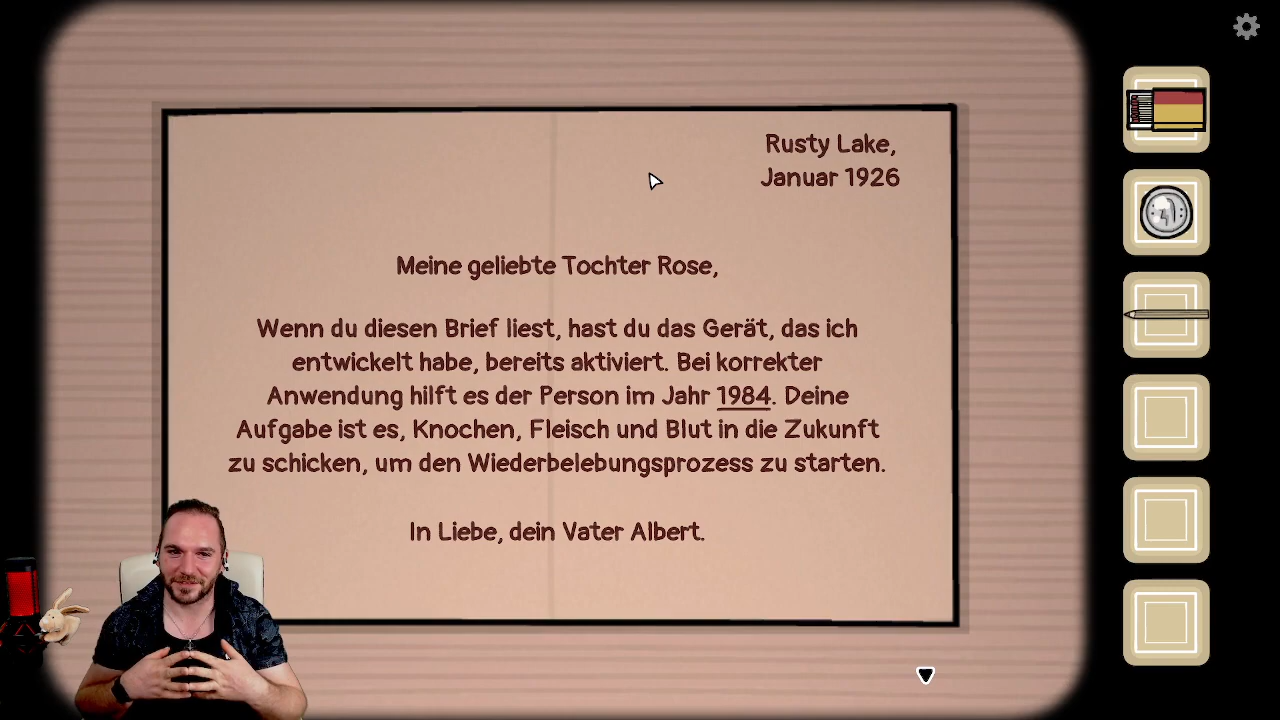 Rusty Lake,
Januar 1926
Meine geliebte Tochter Rose,
Wenn du diesen Brief liest, hast du das Gerät, das ich
entwickelt habe, bereits aktiviert. Bei korrekter
Anwendung hilft es der Person im Jahr 1984. Deine
Aufgabe ist es, Knochen, Fleisch und Blut in die Zukunft
zu schicken, um den Wiederbelebungsprozess zu starten.
In Liebe, dein Vater Albert.